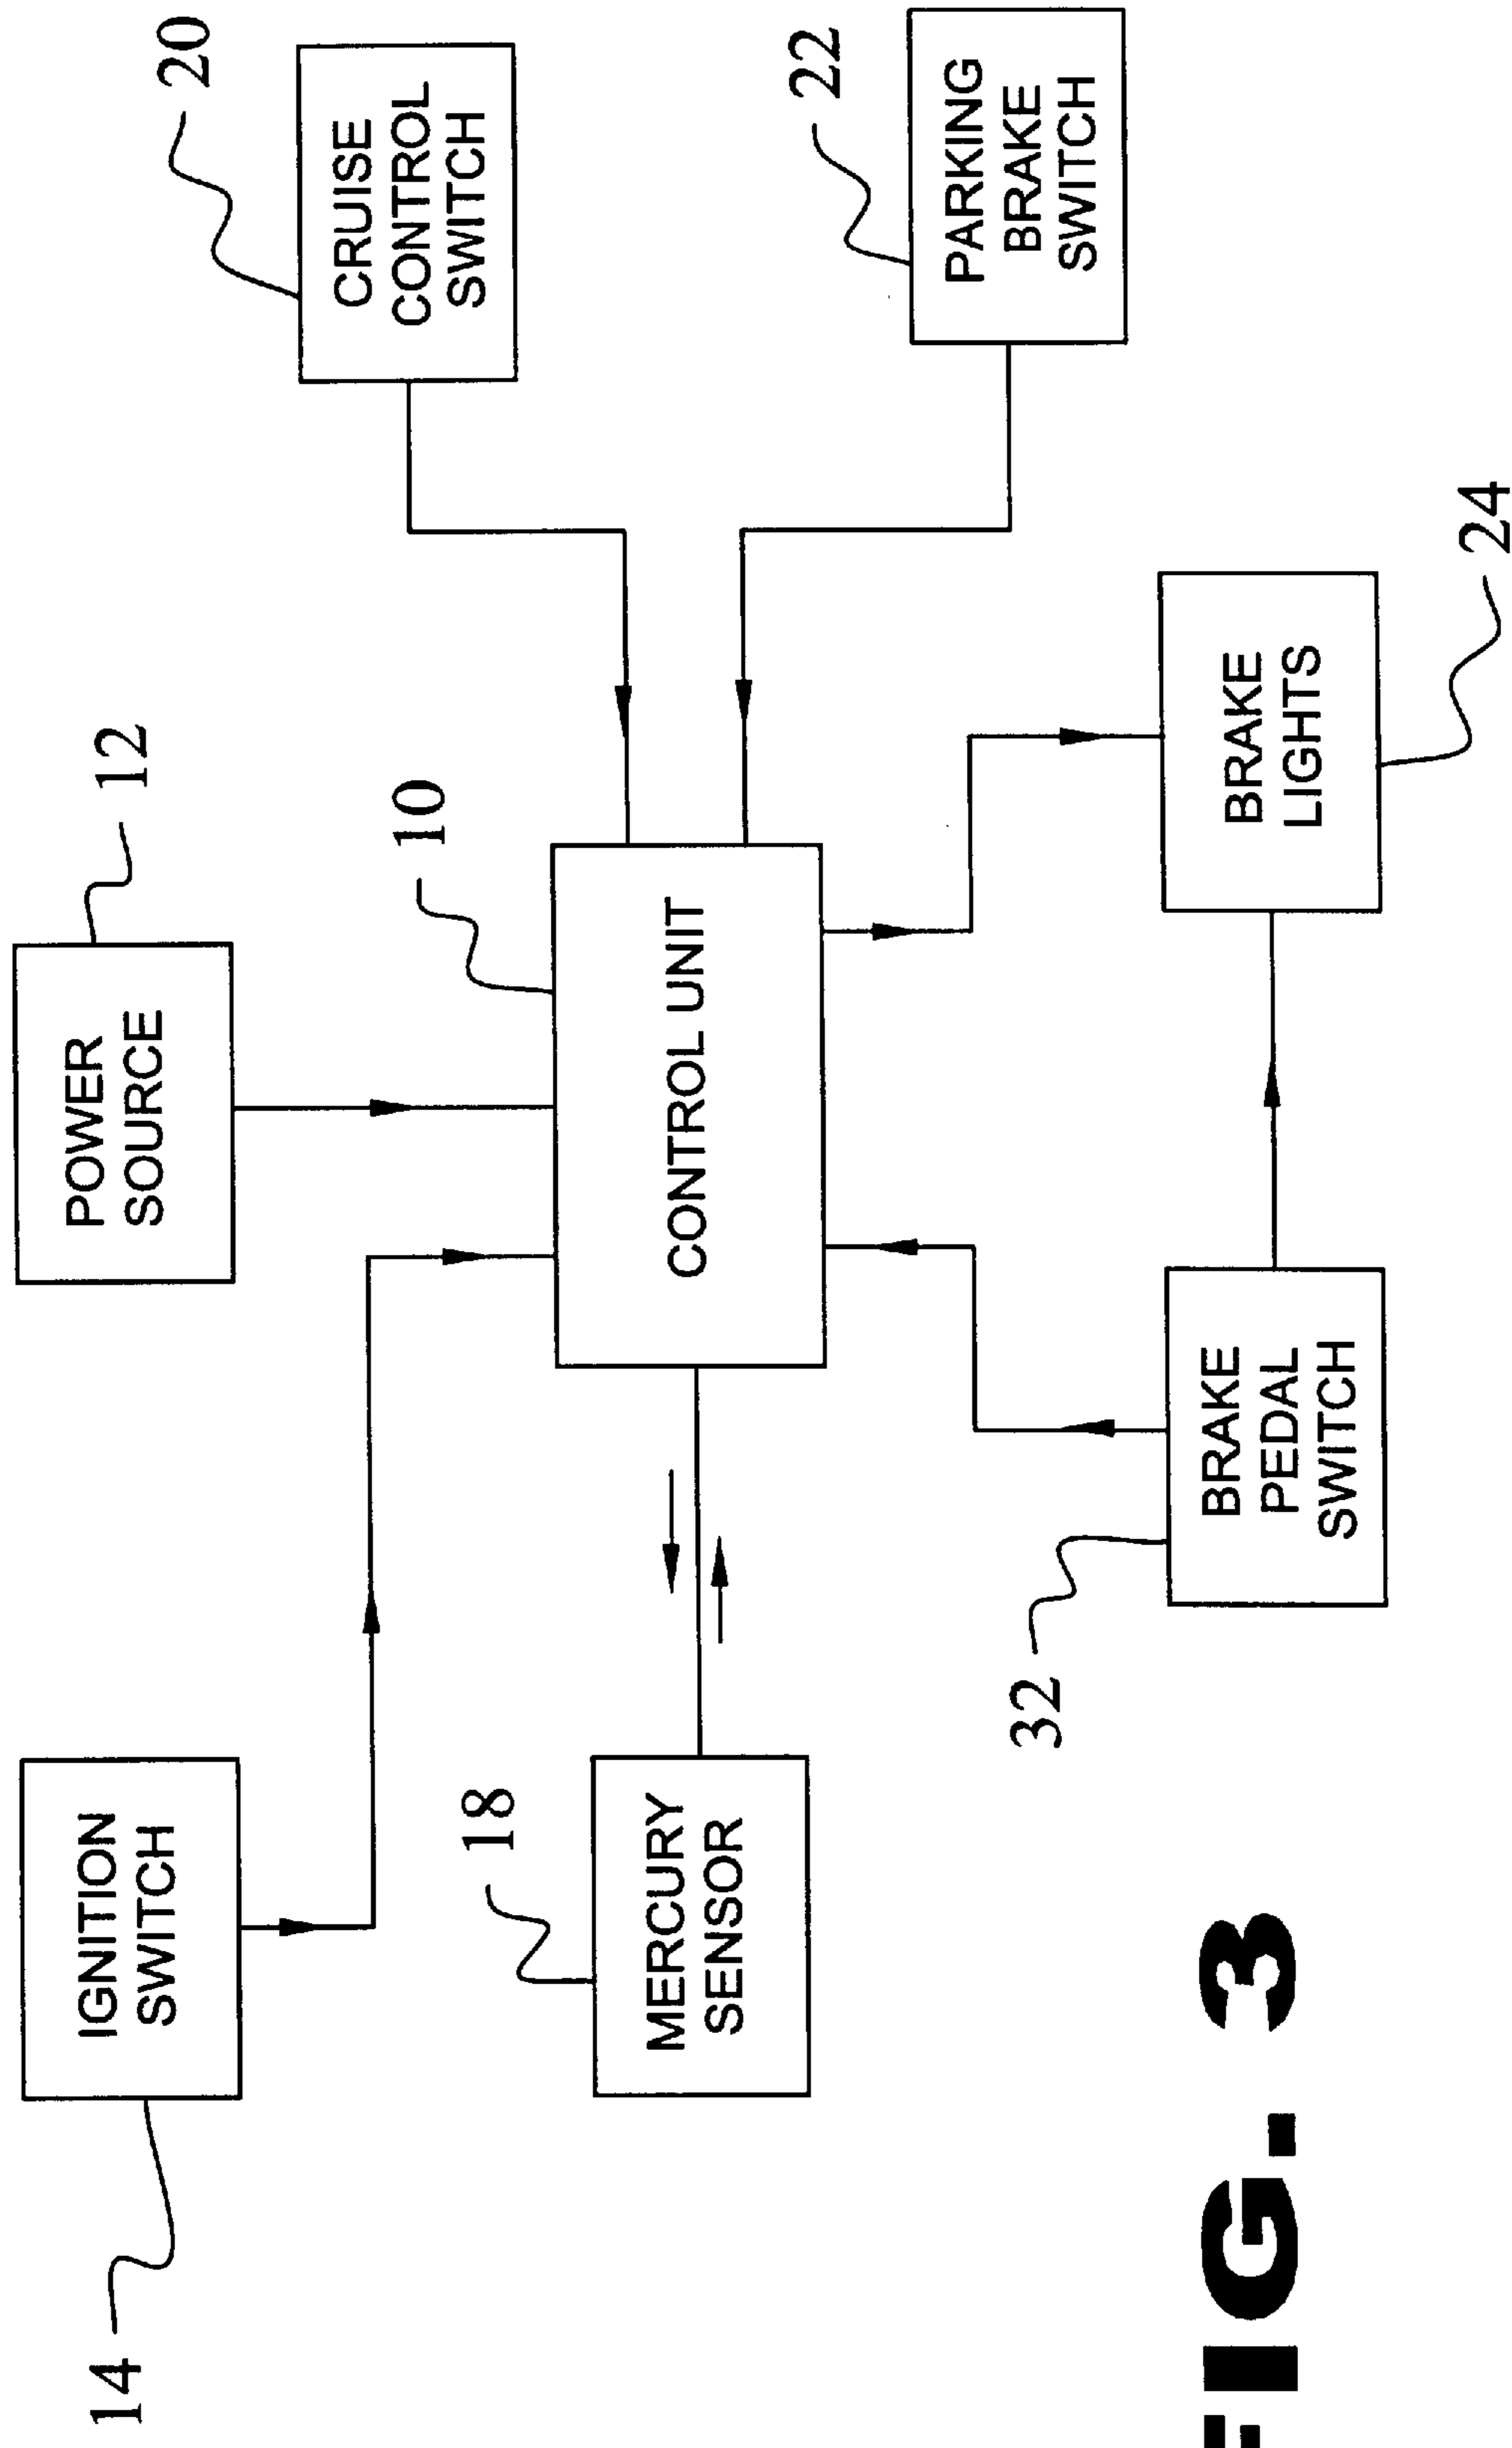 14
IGNITION
SWITCH
POWER
SOURCE
12
20
CRUISE
CONTROL
SWITCH
10
18
MERCURY
SENSOR
CONTROL UNIT
22
PARKING
BRAKE
SWITCH
32
BRAKE
PEDAL
SWITCH
BRAKE
LIGHTS
24
FIG. 3